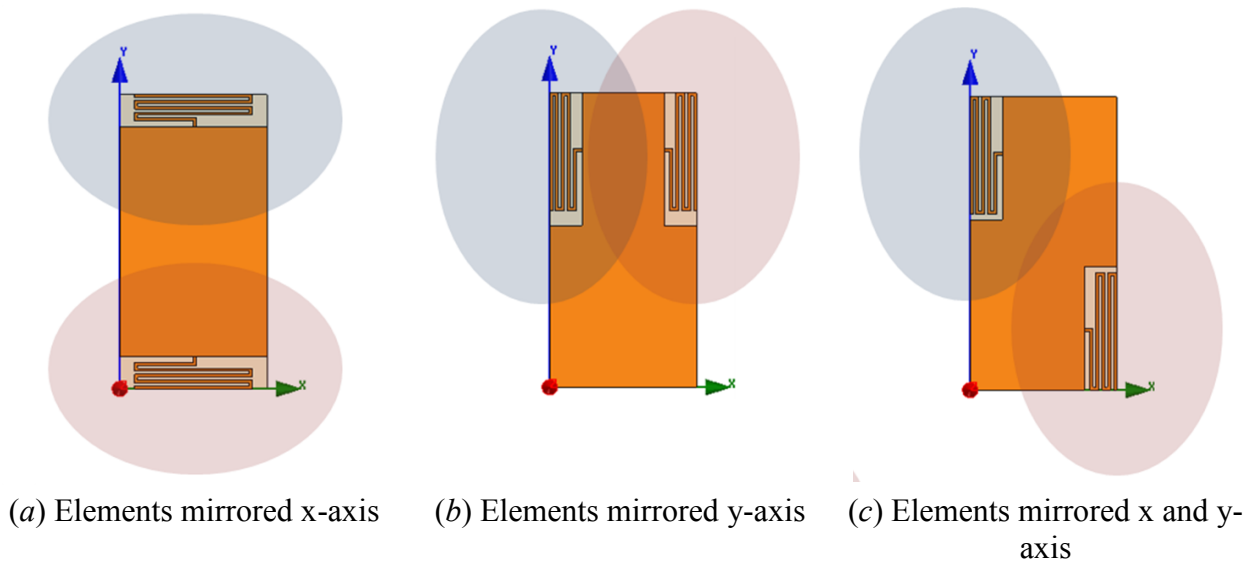 Y
Y
Y
X
X
X
(a) Elements mirrored x-axis
(b) Elements mirrored y-axis
(c) Elements mirrored x and y-
axis